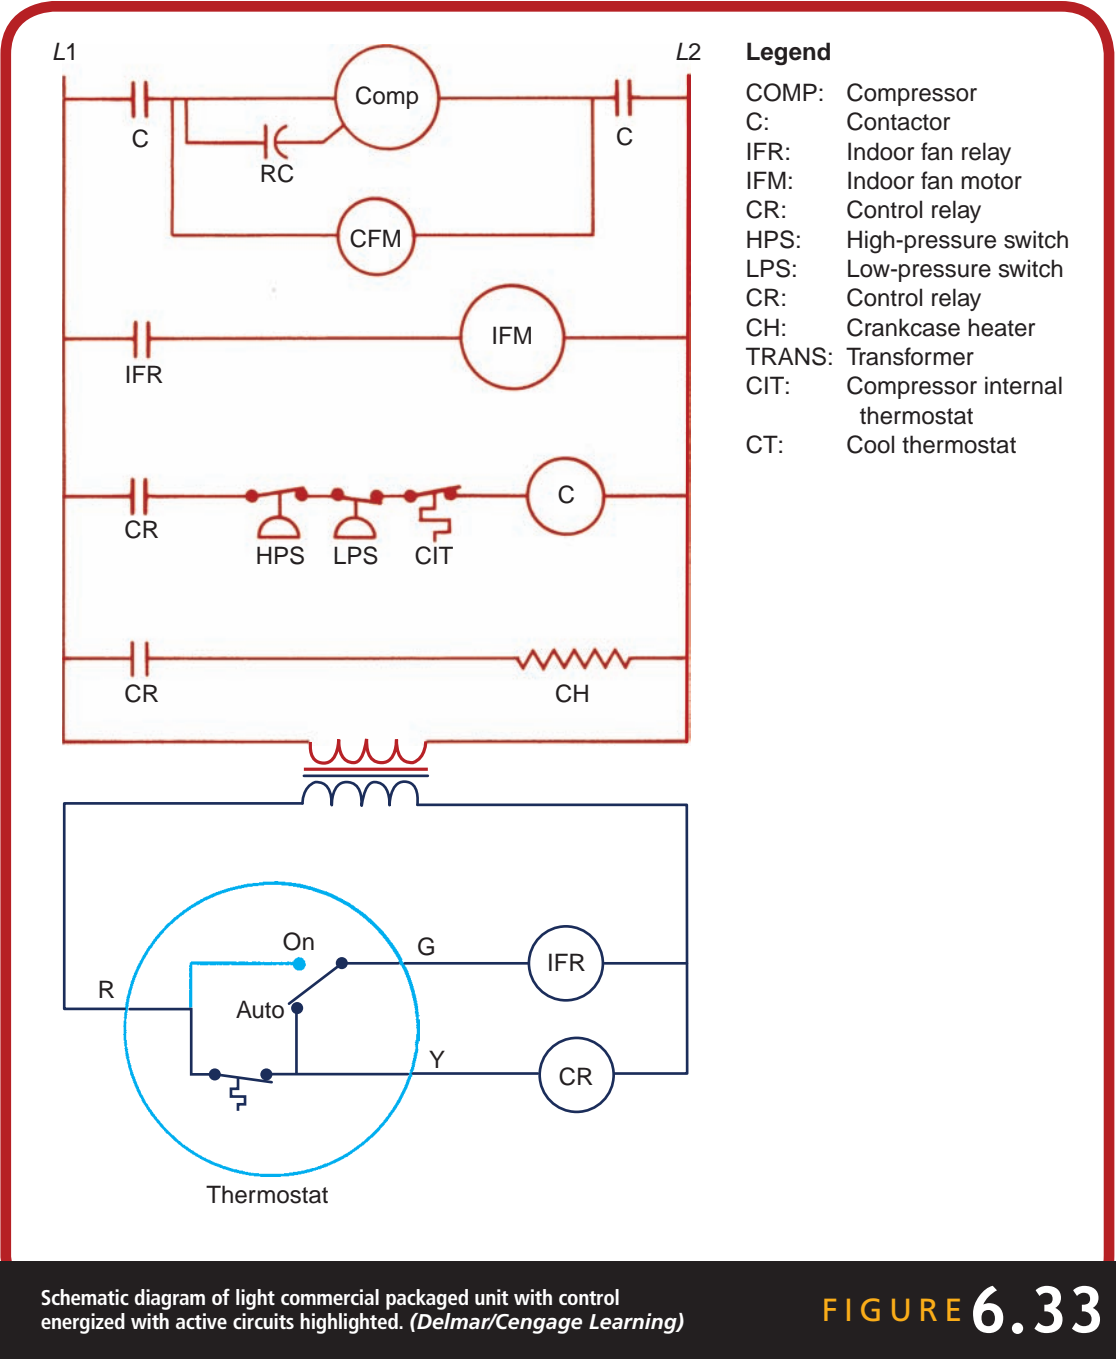 L1
L2
Comp
C
C
RC
CFM
IFM
IFR
C
CR
HPS
LPS
CIT
CR
CH
On
G
IFR
R
Auto
Y
CR
Thermostat
Legend
COMP: Compressor
C: Contactor
IFR: Indoor fan relay
IFM: Indoor fan motor
CR: Control relay
HPS: High-pressure switch
LPS: Low-pressure switch
CR: Control relay
CH: Crankcase heater
TRANS: Transformer
CIT: Compressor internal
thermostat
CT: Cool thermostat
Schematic diagram of light commercial packaged unit with control
energized with active circuits highlighted. (Delmar/Cengage Learning)
FIGURE 6.33